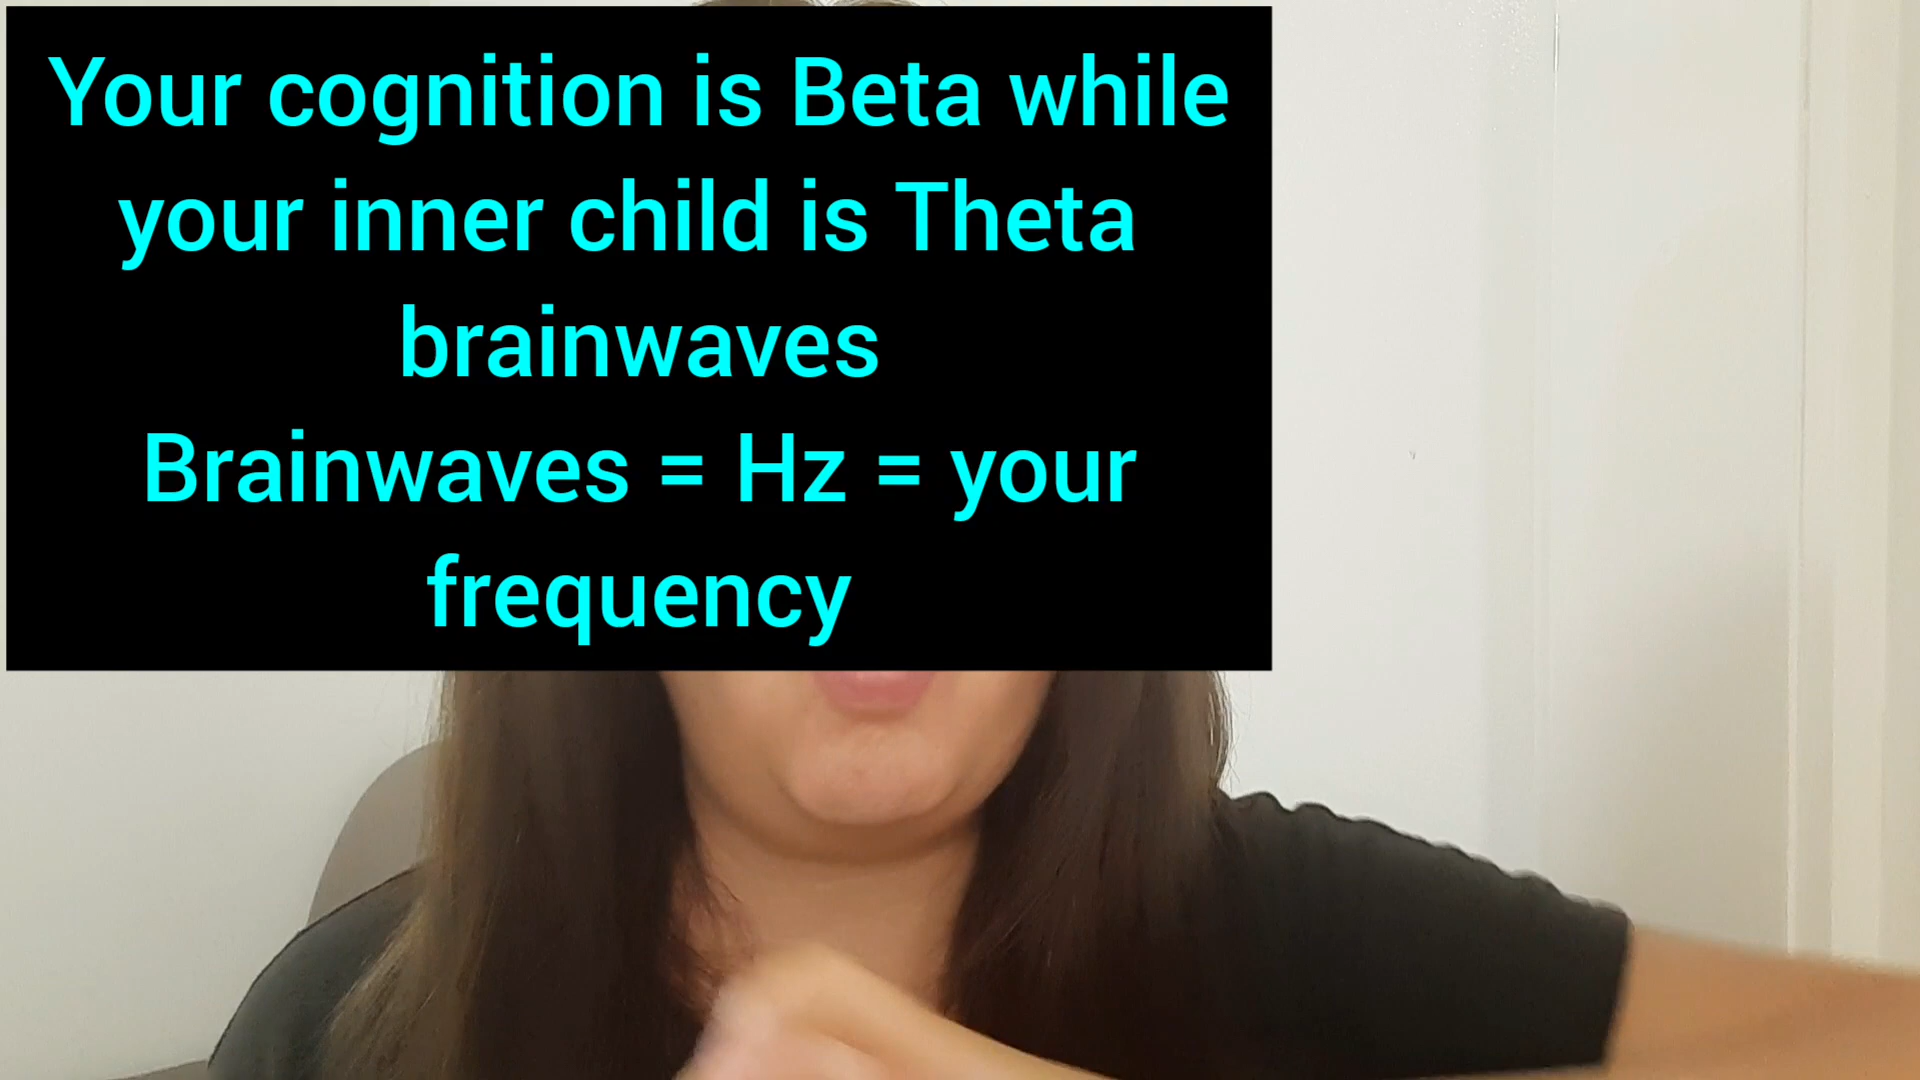 Your cognition is Beta while
your inner child is Theta
brainwaves
Brainwaves = Hz = your
frequency